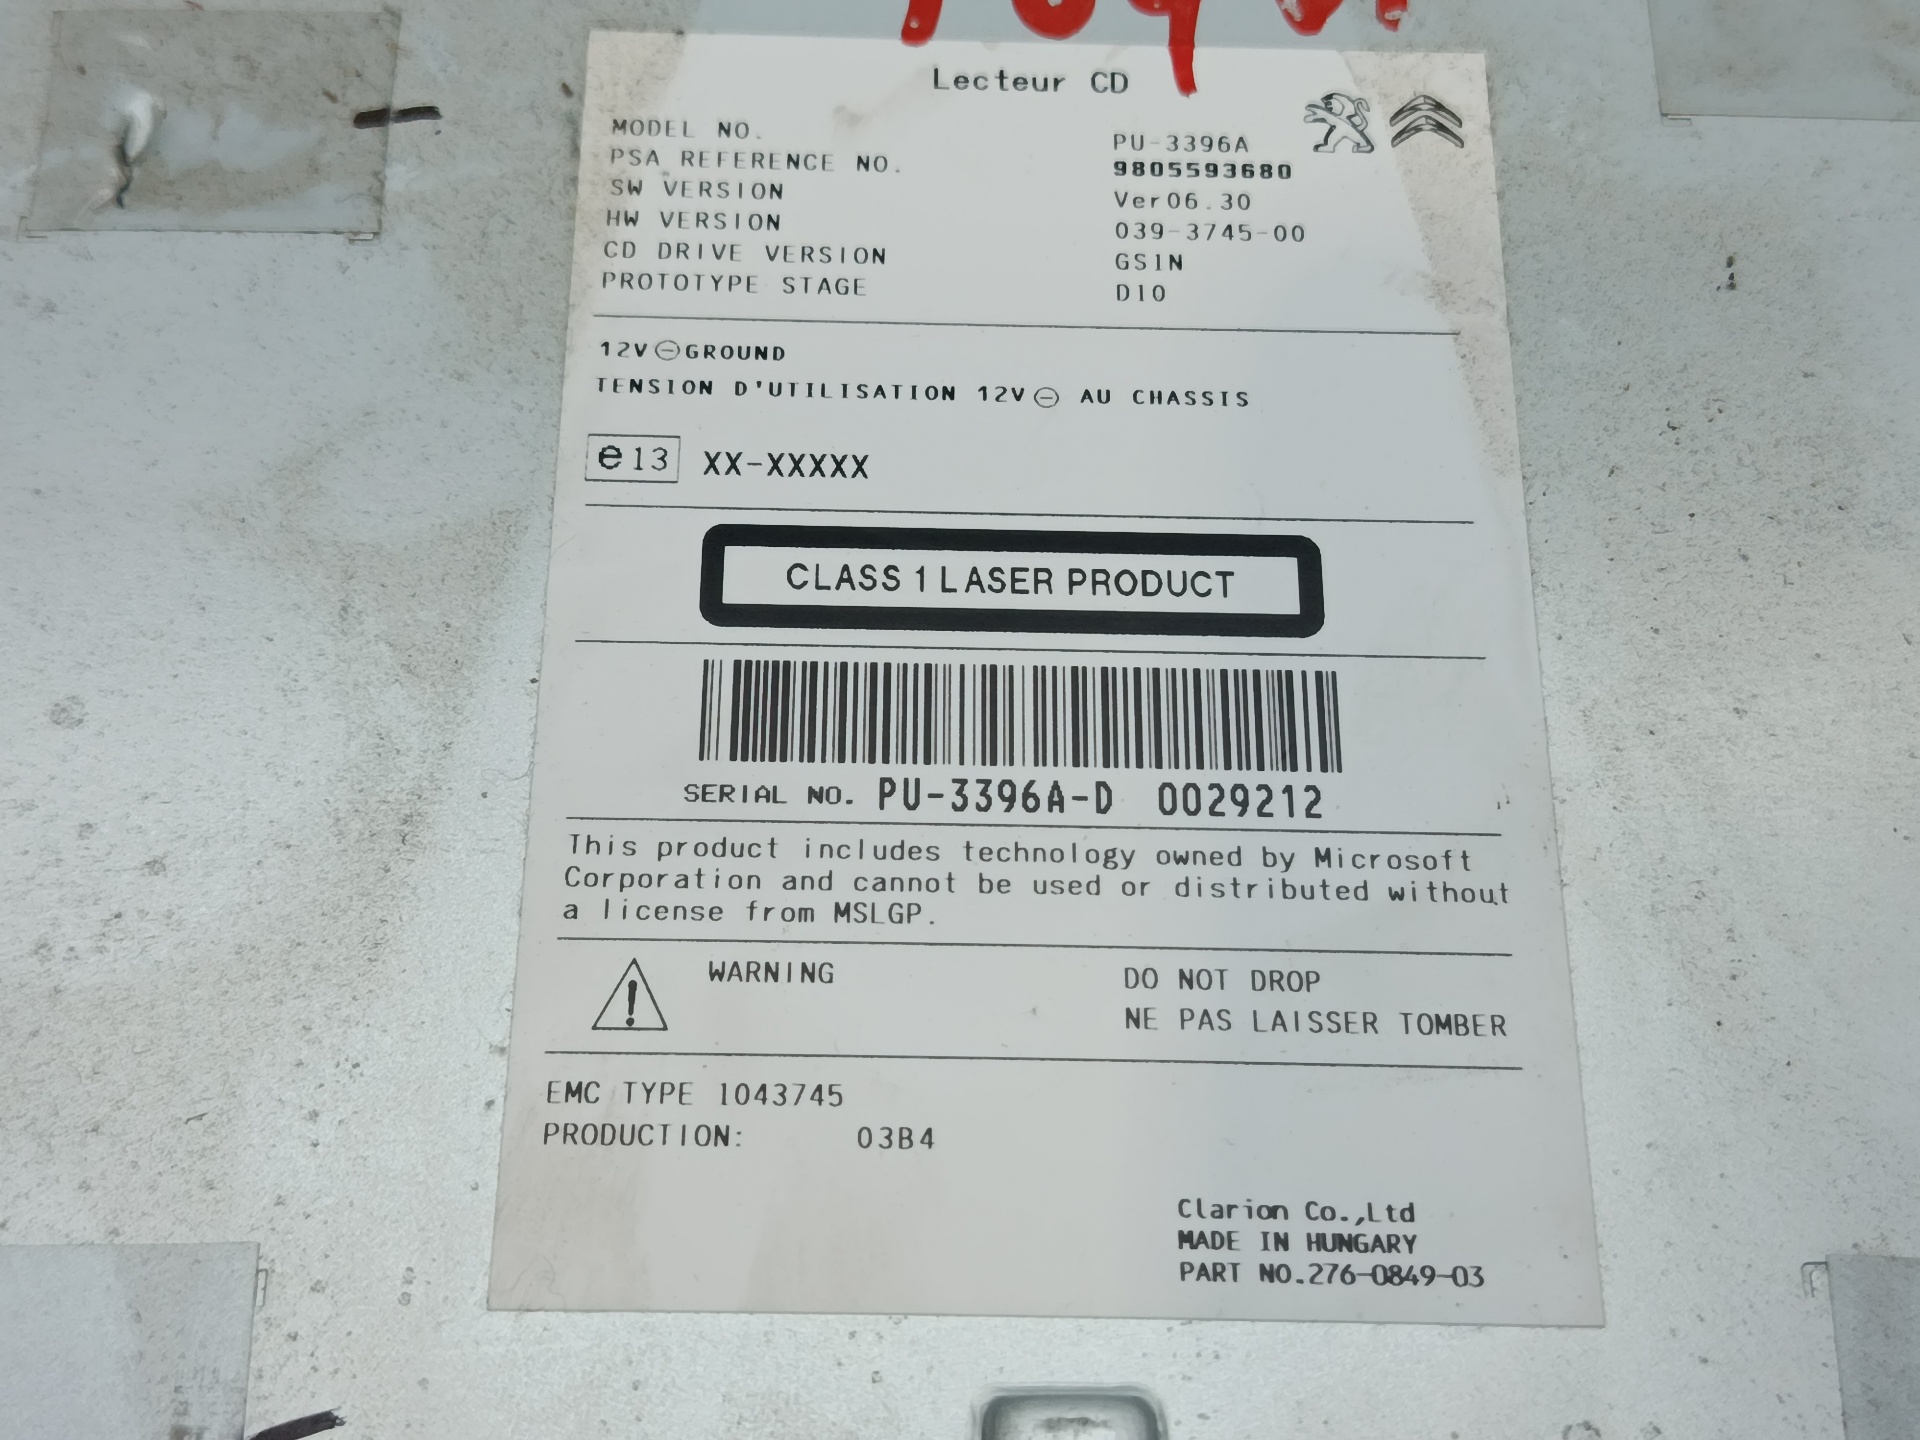 Lecteur CD
MODEL NO. PU-3396A
PSA REFERENCE NO. 9805593680
SW VERSION Ver06.30
HW VERSION 039-3745-00
CD DRIVE VERSION GS1N
PROTOTYPE STAGE D10
12V⊖GROUND
TENSION D'UTILISATION 12V⊖ AU CHASSIS
e13 XX-XXXXX
CLASS 1 LASER PRODUCT
SERIAL NO. PU-3396A-D 0029212
This product includes technology owned by Microsoft
Corporation and cannot be used or distributed without
a license from MSLGP.
WARNING DO NOT DROP
NE PAS LAISSER TOMBER
EMC TYPE 1043745
PRODUCTION: 03B4
Clarion Co.,Ltd
MADE IN HUNGARY
PART NO.276-0849-03